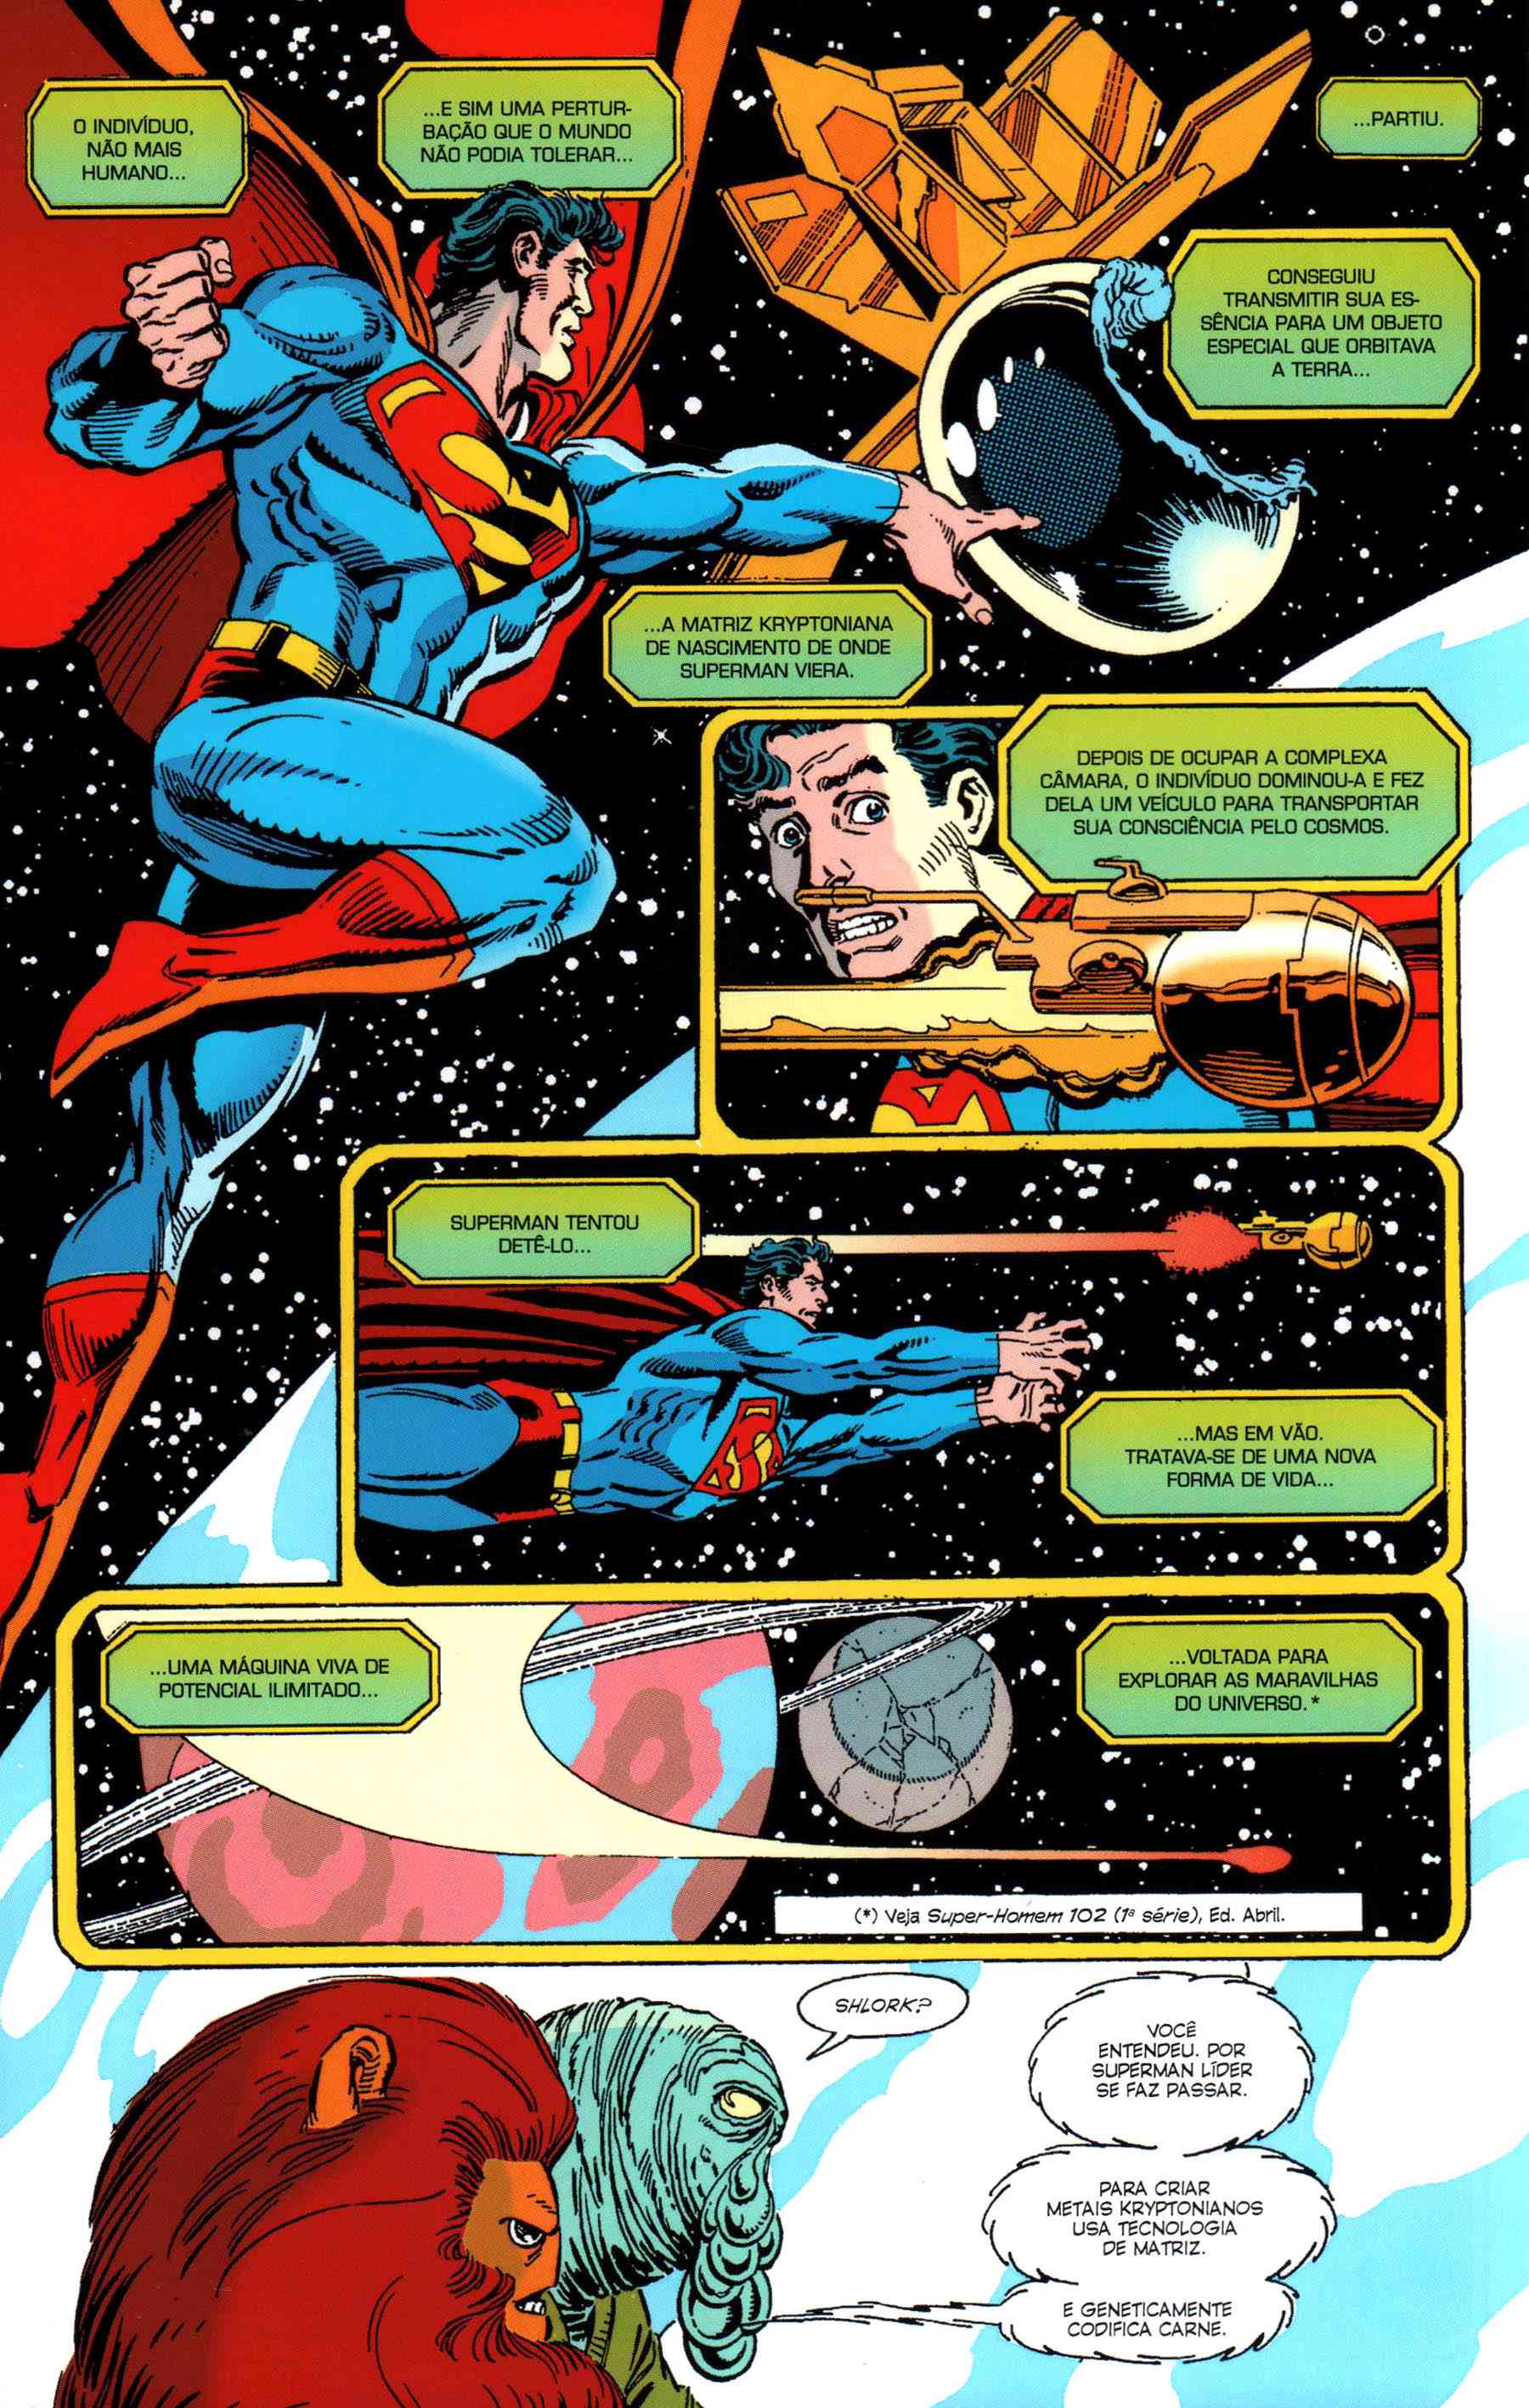 O INDIVÍDUO,
NÃO MAIS
HUMANO...
...E SIM UMA PERTUR-
BAÇÃO QUE O MUNDO
NÃO PODIA TOLERAR...
...PARTIU.
CONSEGUIU
TRANSMITIR SUA ES-
SÊNCIA PARA UM OBJETO
ESPECIAL QUE ORBITAVA
A TERRA...
...A MATRIZ KRYPTONIANA
DE NASCIMENTO DE ONDE
SUPERMAN VIERA.
DEPOIS DE OCUPAR A COMPLEXA
CÂMARA, O INDIVÍDUO DOMINOU-A E FEZ
DELA UM VEÍCULO PARA TRANSPORTAR
SUA CONSCIÊNCIA PELO COSMOS.
SUPERMAN TENTOU
DETÊ-LO...
...MAS EM VÃO.
TRATAVA-SE DE UMA NOVA
FORMA DE VIDA...
...UMA MÁQUINA VIVA DE
POTENCIAL ILIMITADO...
...VOLTADA PARA
EXPLORAR AS MARAVILHAS
DO UNIVERSO.*
(*) Veja Super-Homem 102 (1ª série), Ed. Abril.
SHLORK?
VOCÊ
ENTENDEU. POR
SUPERMAN LÍDER
SE FAZ PASSAR.
PARA CRIAR
METAIS KRYPTONIANOS
USA TECNOLOGIA
DE MATRIZ.
E GENETICAMENTE
CODIFICA CARNE.